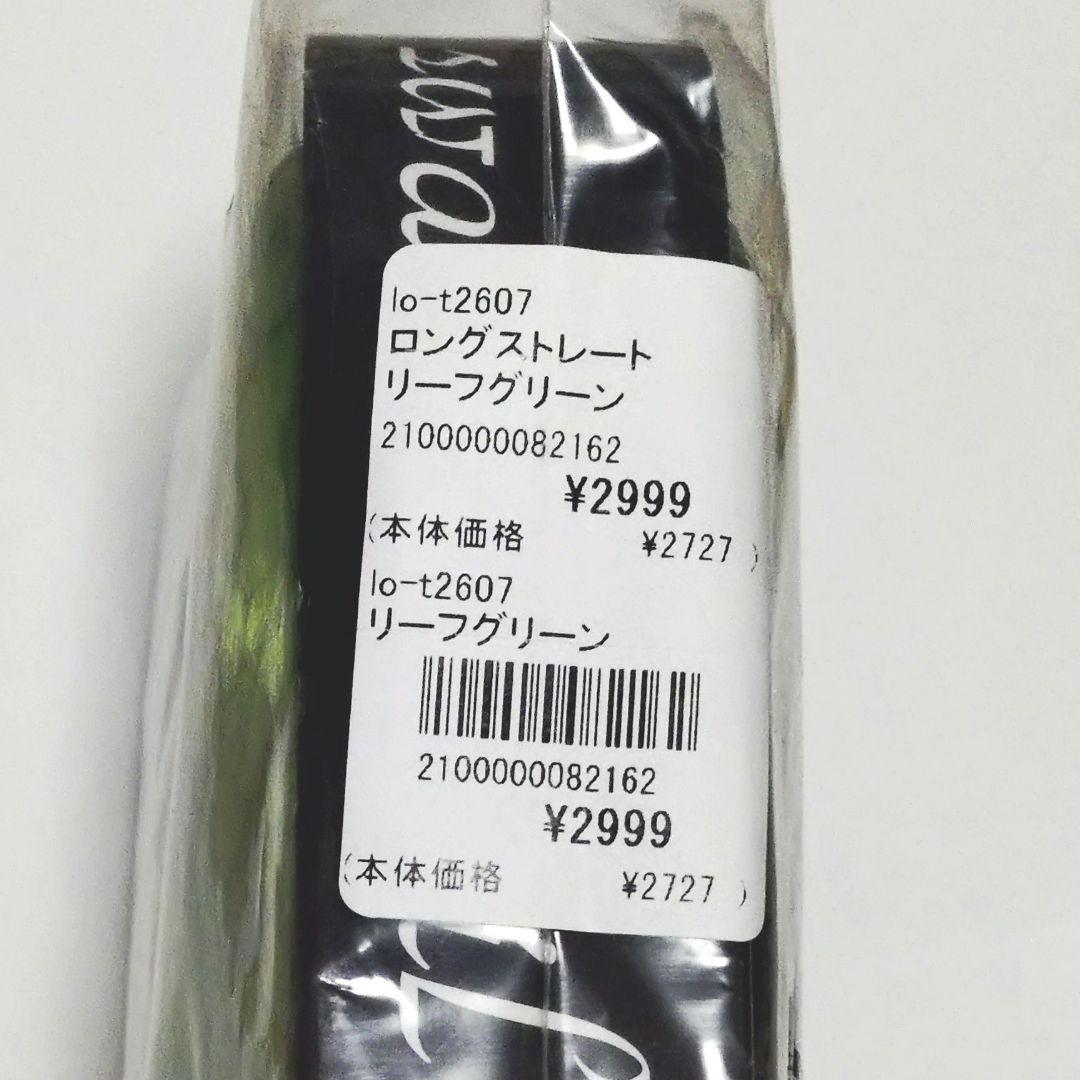 lo-t2607
ロングストレート
リーフグリーン
2100000082162
¥2999
(本体価格 ¥2727 )
lo-t2607
リーフグリーン
2100000082162
¥2999
(本体価格 ¥2727 )